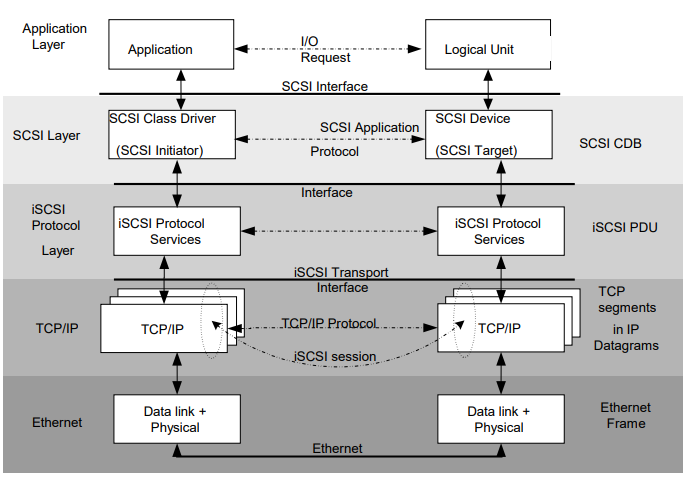 Application
Layer
Application
I/O
Request
Logical Unit
SCSI Interface
SCSI Layer
SCSI Class Driver
(SCSI Initiator)
SCSI Application
Protocol
SCSI Device
(SCSI Target)
SCSI CDB
Interface
iSCSI
Protocol
Layer
iSCSI Protocol
Services
iSCSI Protocol
Services
iSCSI PDU
iSCSI Transport
Interface
TCP/IP
TCP/IP
TCP/IP Protocol
iSCSI session
TCP/IP
TCP
segments
in IP
Datagrams
Ethernet
Data link +
Physical
Data link +
Physical
Ethernet
Frame
Ethernet